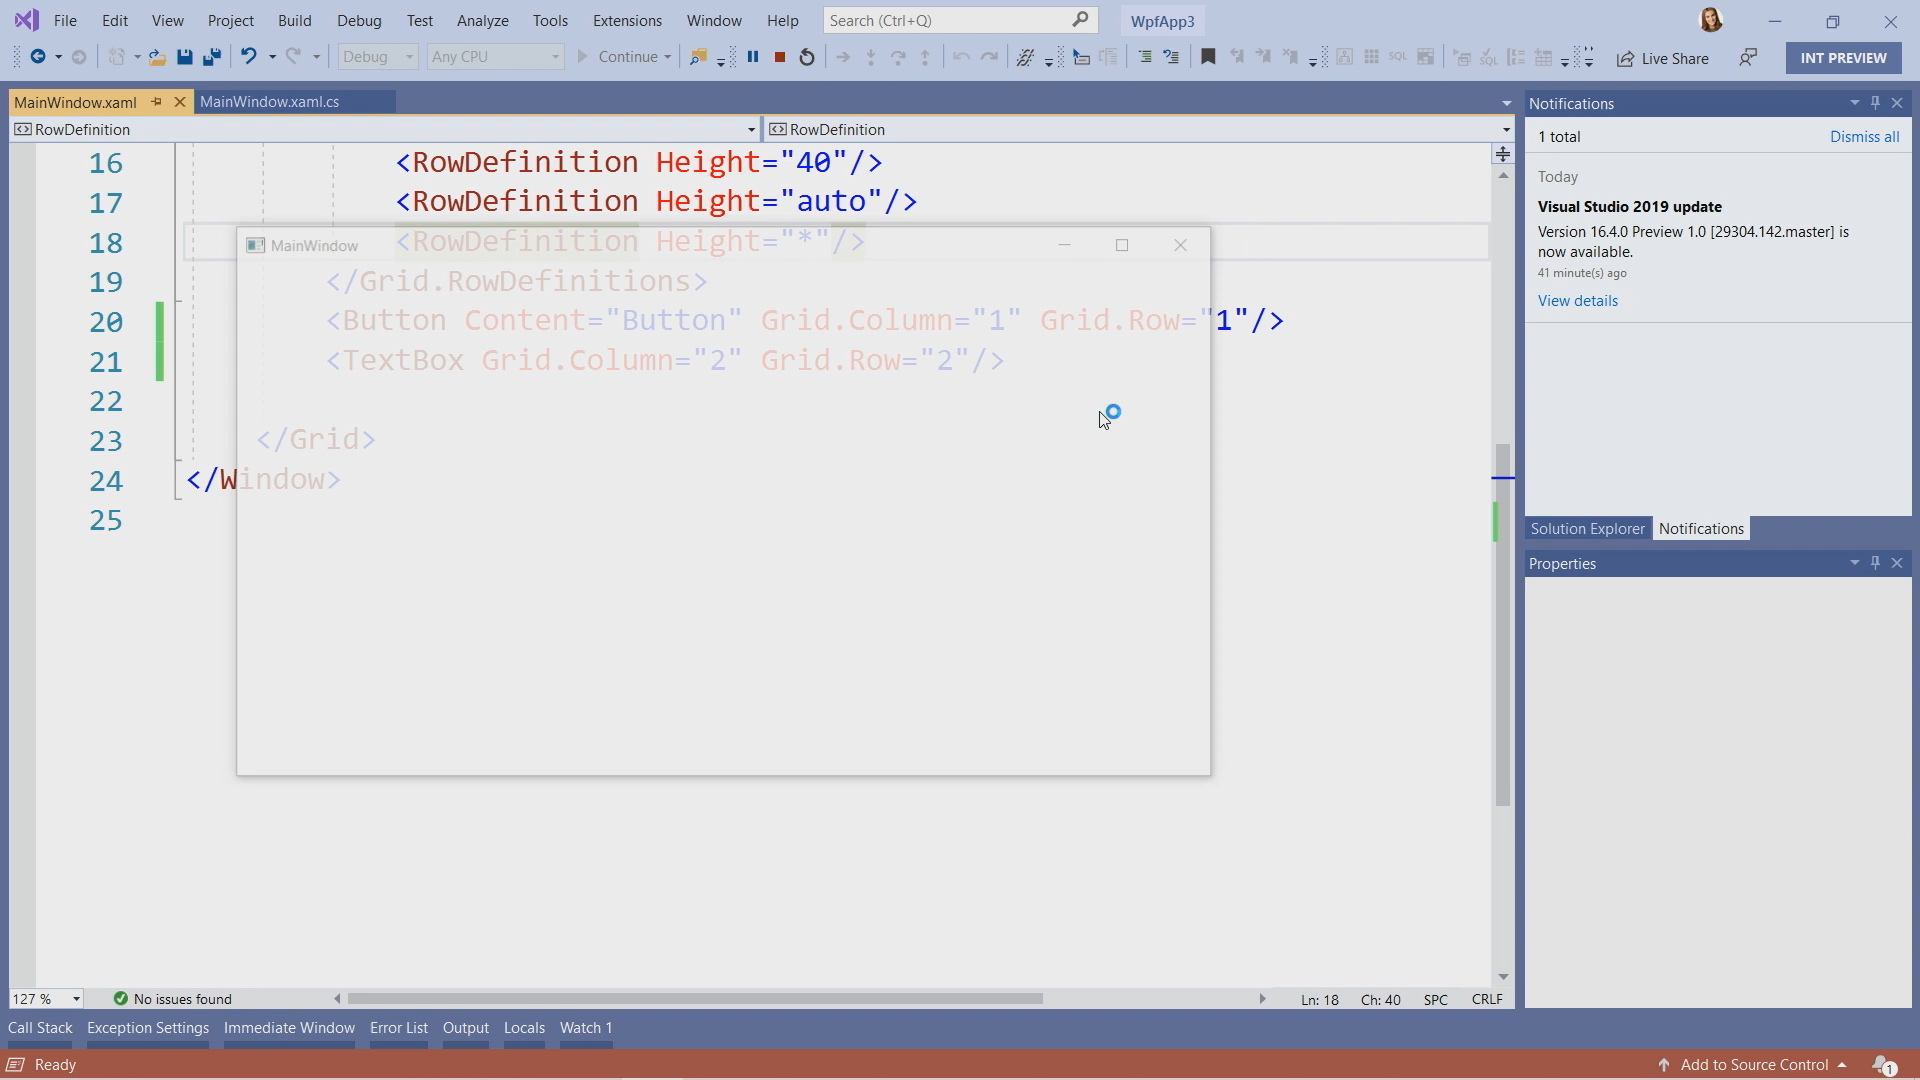 File Edit View Project Build Debug Test Analyze Tools Extensions Window Help Search (Ctrl+Q) WpfApp3
Debug Any CPU Continue Live Share INT PREVIEW
MainWindow.xaml MainWindow.xaml.cs
RowDefinition RowDefinition
16 <RowDefinition Height="40"/>
17 <RowDefinition Height="auto"/>
18 <RowDefinition Height="*"/>
MainWindow
19 </Grid.RowDefinitions>
20 <Button Content="Button" Grid.Column="1" Grid.Row="1"/>
21 <TextBox Grid.Column="2" Grid.Row="2"/>
22
23 </Grid>
24 </Window>
25
127 % No issues found Ln: 18 Ch: 40 SPC CRLF
Notifications
1 total Dismiss all
Today
Visual Studio 2019 update
Version 16.4.0 Preview 1.0 [29304.142.master] is
now available.
41 minute(s) ago
View details
Solution Explorer Notifications
Properties
Call Stack Exception Settings Immediate Window Error List Output Locals Watch 1
Ready Add to Source Control 1